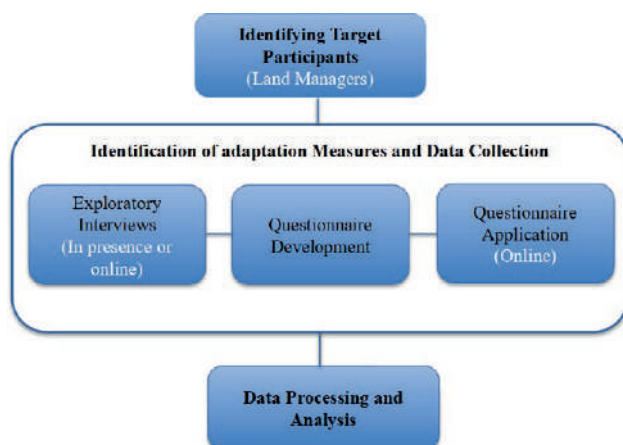 Identifying Target
Participants
(Land Managers)
Identification of adaptation Measures and Data Collection
Exploratory
Interviews
(In presence or
online)
Questionnaire
Development
Questionnaire
Application
(Online)
Data Processing and
Analysis